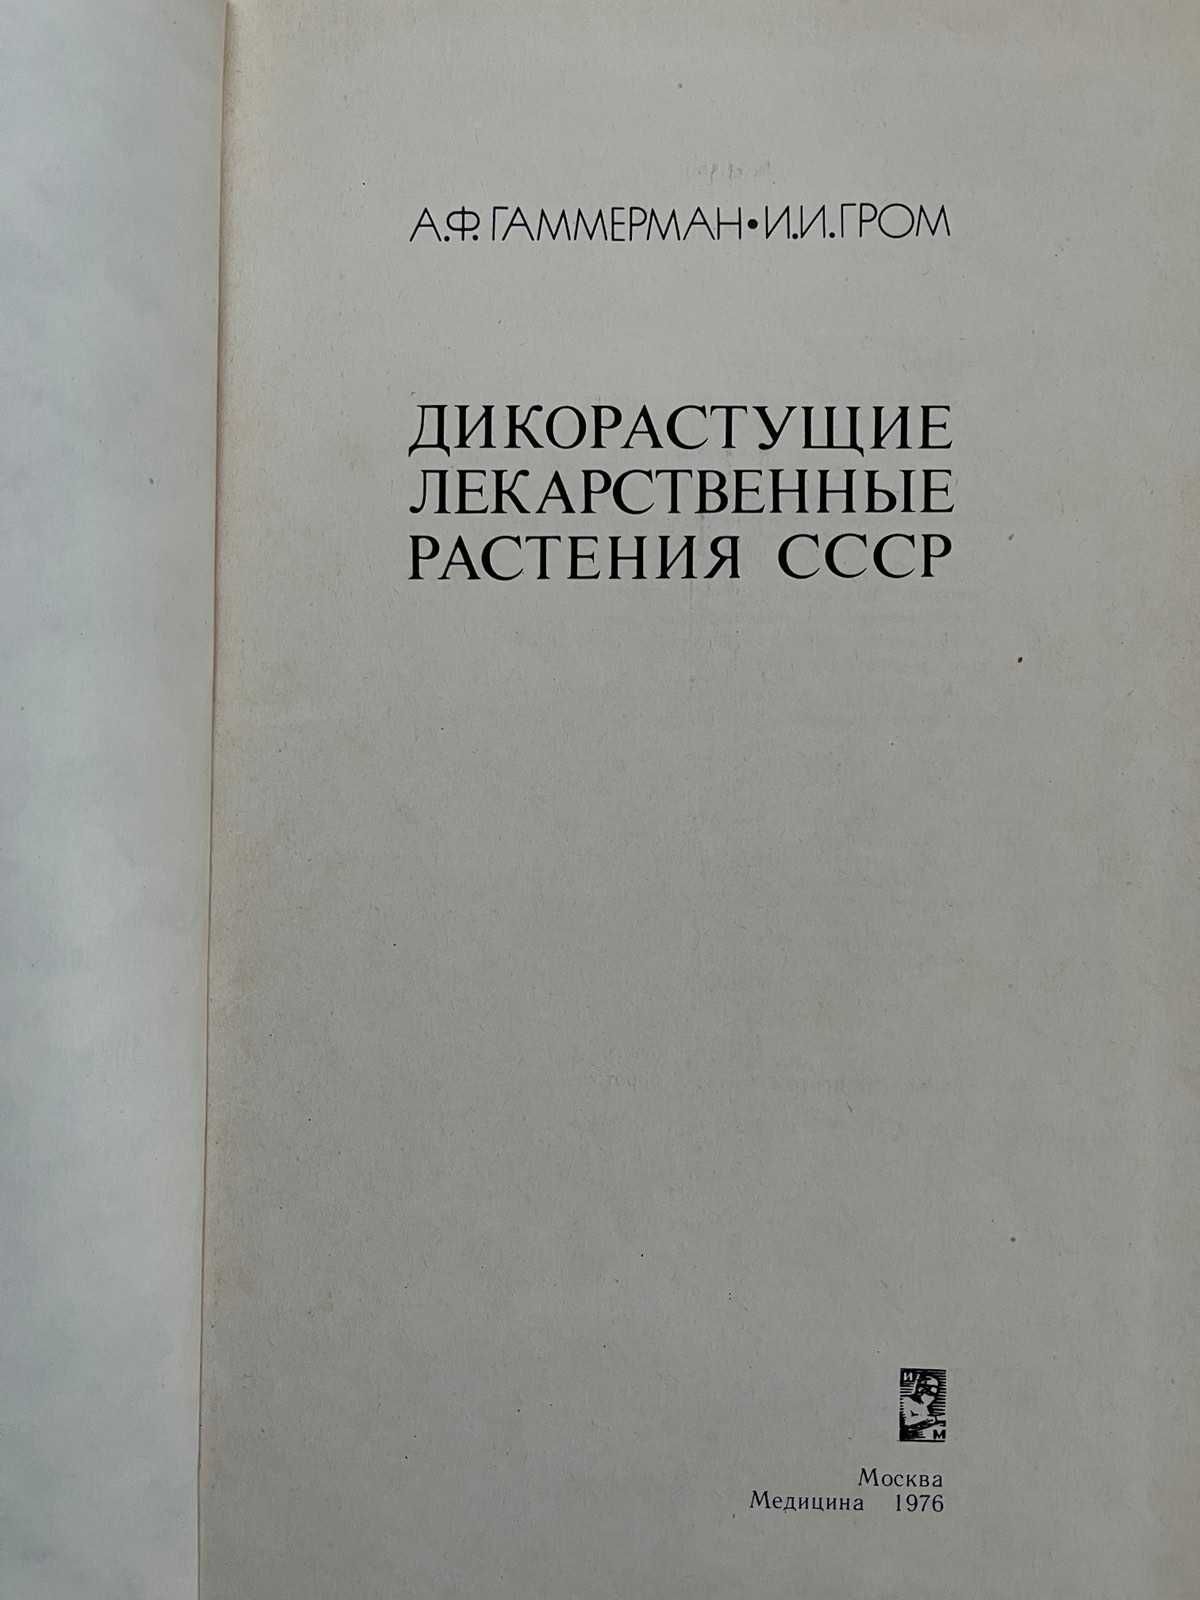 А.Ф. ГАММЕРМАН • И.И. ГРОМ
ДИКОРАСТУЩИЕ
ЛЕКАРСТВЕННЫЕ
РАСТЕНИЯ СССР
И
М
Москва
Медицина 1976